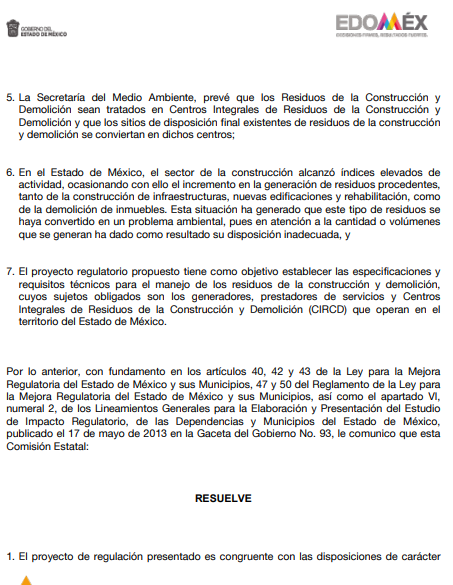 GOBIERNO DEL
ESTADO DE MÉXICO
EDOMÉX
DECISIONES FIRMES, RESULTADOS FUERTES.
5. La Secretaría del Medio Ambiente, prevé que los Residuos de la Construcción y
Demolición sean tratados en Centros Integrales de Residuos de la Construcción y
Demolición y que los sitios de disposición final existentes de residuos de la construcción
y demolición se conviertan en dichos centros;
6. En el Estado de México, el sector de la construcción alcanzó índices elevados de
actividad, ocasionando con ello el incremento en la generación de residuos procedentes,
tanto de la construcción de infraestructuras, nuevas edificaciones y rehabilitación, como
de la demolición de inmuebles. Esta situación ha generado que este tipo de residuos se
haya convertido en un problema ambiental, pues en atención a la cantidad o volúmenes
que se generan ha dado como resultado su disposición inadecuada, y
7. El proyecto regulatorio propuesto tiene como objetivo establecer las especificaciones y
requisitos técnicos para el manejo de los residuos de la construcción y demolición,
cuyos sujetos obligados son los generadores, prestadores de servicios y Centros
Integrales de Residuos de la Construcción y Demolición (CIRCD) que operan en el
territorio del Estado de México.
Por lo anterior, con fundamento en los artículos 40, 42 y 43 de la Ley para la Mejora
Regulatoria del Estado de México y sus Municipios, 47 y 50 del Reglamento de la Ley para
la Mejora Regulatoria del Estado de México y sus Municipios, así como el apartado VI,
numeral 2, de los Lineamientos Generales para la Elaboración y Presentación del Estudio
de Impacto Regulatorio, de las Dependencias y Municipios del Estado de México,
publicado el 17 de mayo de 2013 en la Gaceta del Gobierno No. 93, le comunico que esta
Comisión Estatal:
RESUELVE
1. El proyecto de regulación presentado es congruente con las disposiciones de carácter